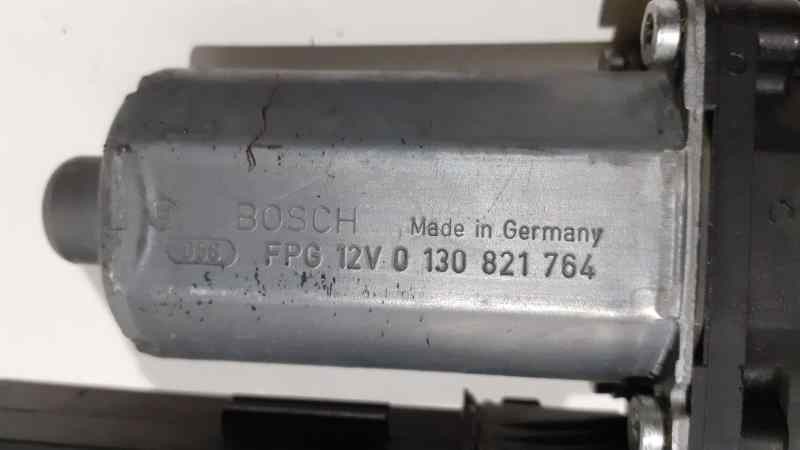 BOSCH Made in Germany
FPG 12V 0 130 821 764